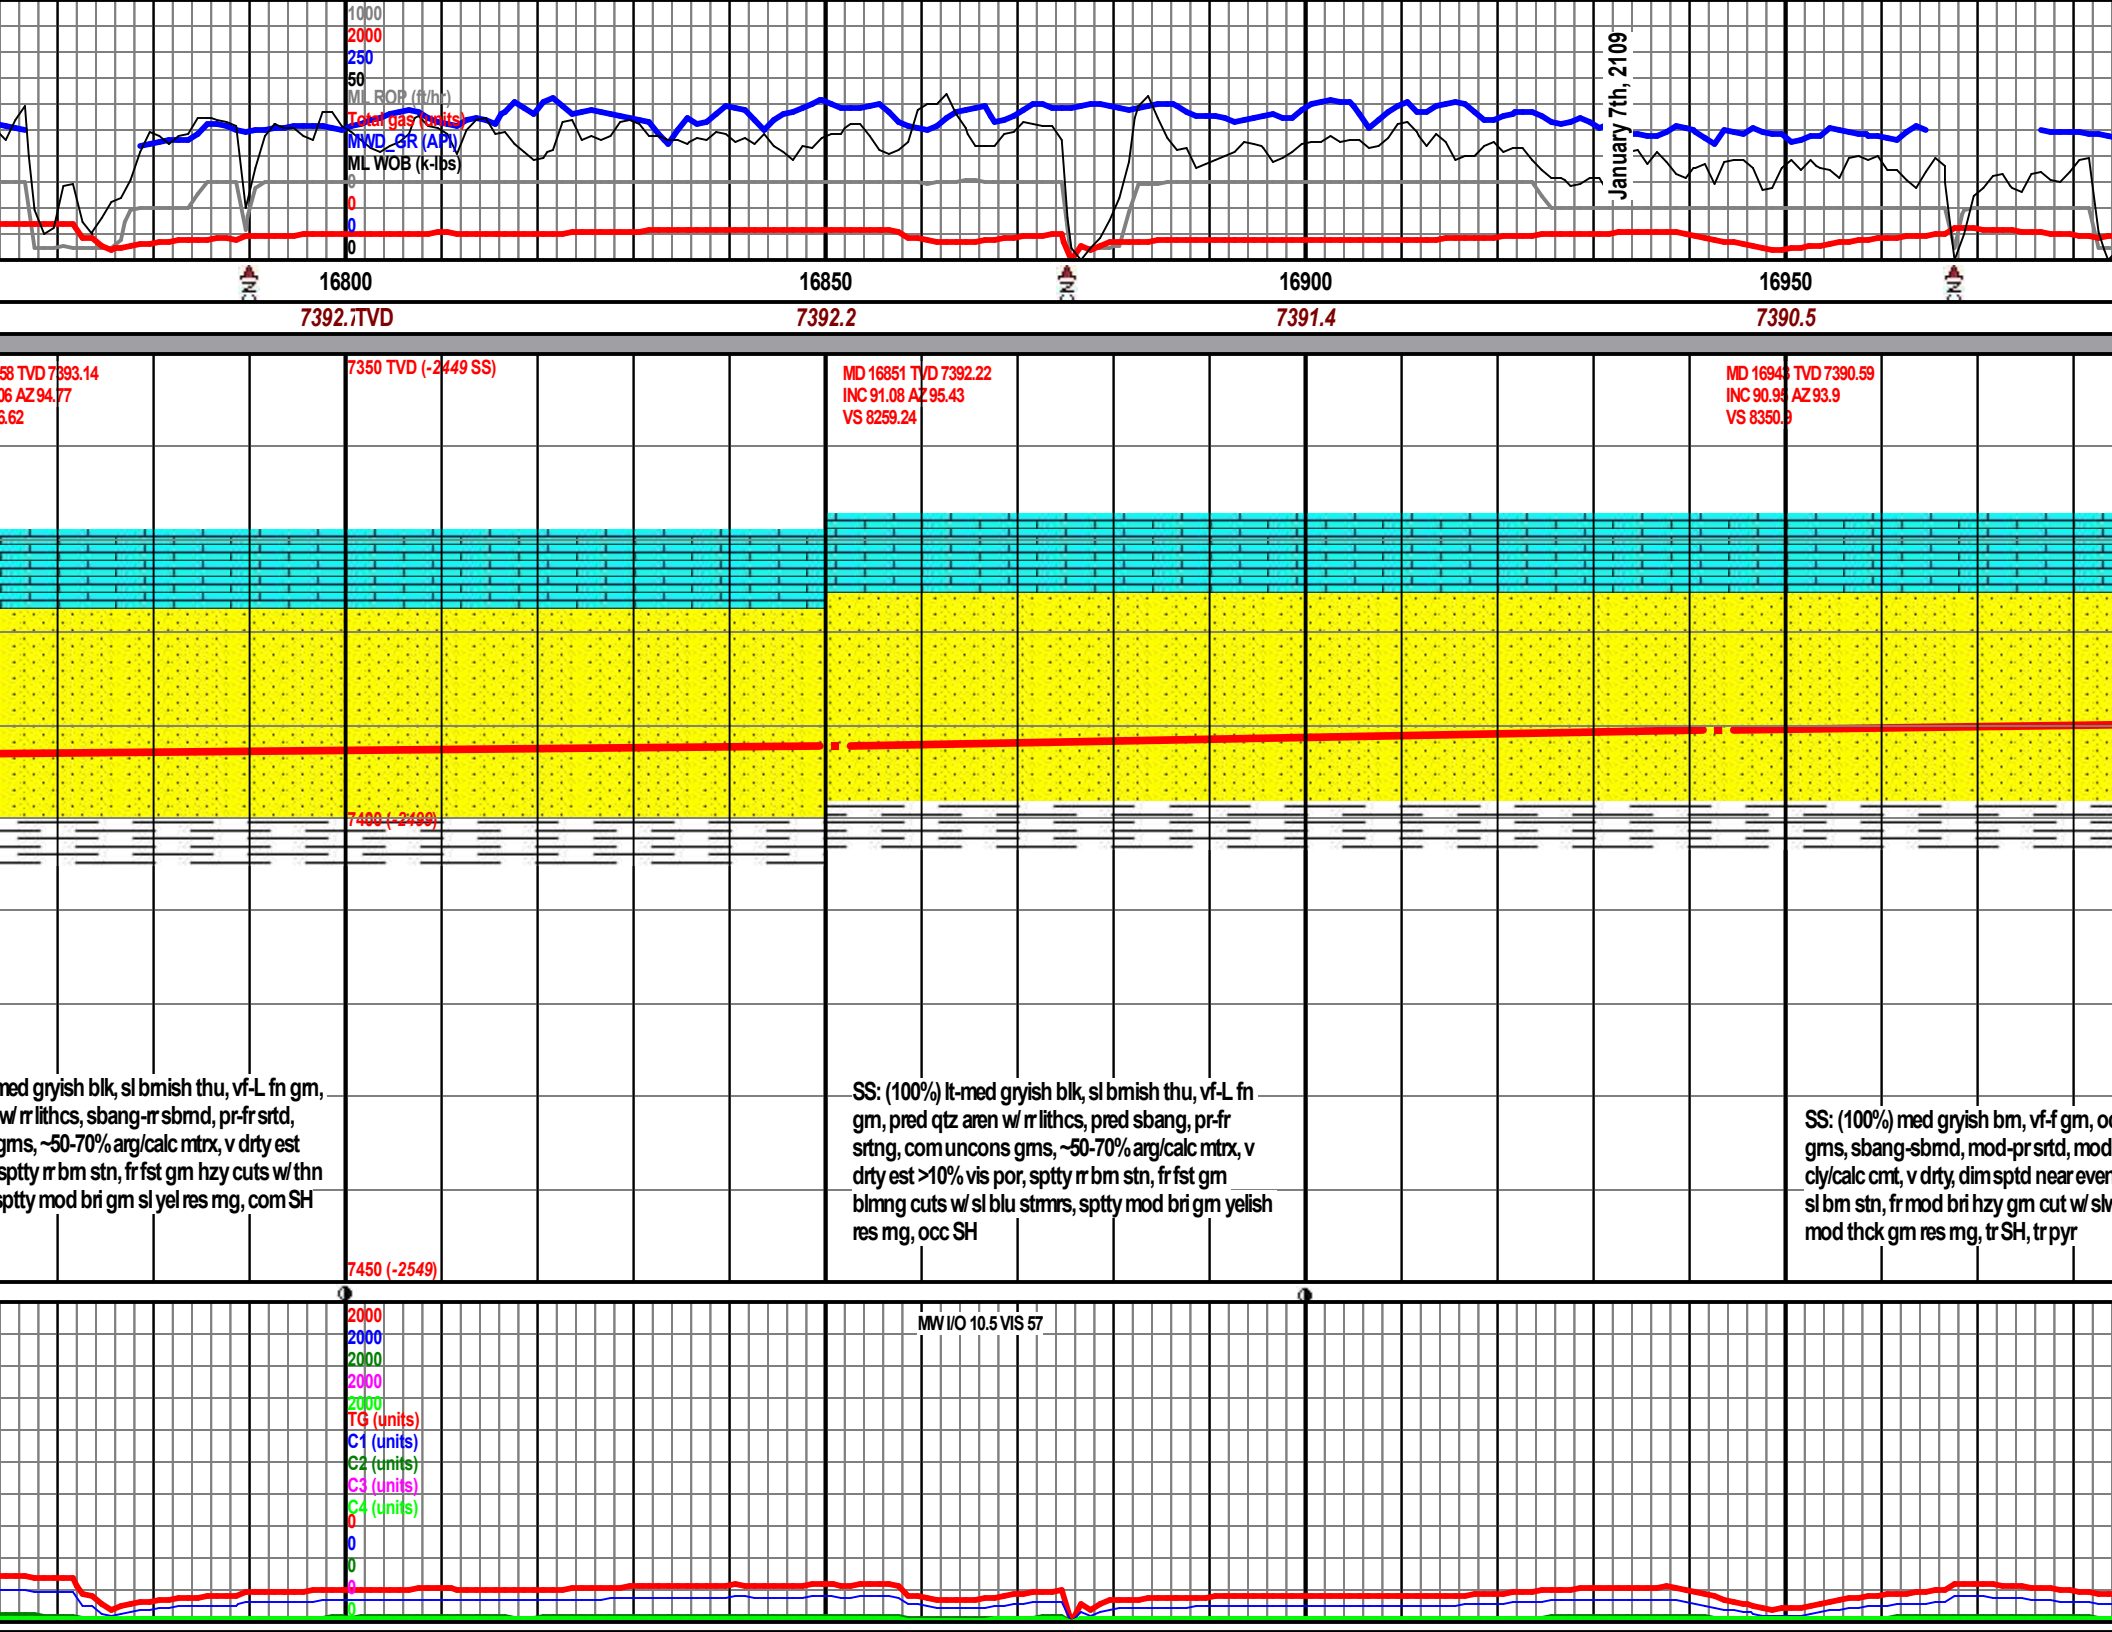 1000
2000
250
50
ML ROP (ft/hr)
Total gas (units)
MWD_GR (API)
ML WOB (k-lbs)
0
0
0
0
January 7th, 2109
CN
16800
16850
CN
16900
16950
CN
7392.7
TVD
7392.2
7391.4
7390.5
58 TVD 7393.14
06 AZ 94.77
6.62
7350 TVD (-2449 SS)
MD 16851 TVD 7392.22
INC 91.08 AZ 95.43
VS 8259.24
MD 16943 TVD 7390.59
INC 90.95 AZ 93.9
VS 8350.9
7400 (-2499)
med gryish blk, sl brnish thu, vf-L fn grn,
w/ rr lithcs, sbang-rr sbrnd, pr-fr srtd,
grns, ~50-70% arg/calc mtrx, v drty est
sptty rr brn stn, fr fst grn hzy cuts w/ thn
sptty mod bri grn sl yel res rng, com SH
SS: (100%) lt-med gryish blk, sl brnish thu, vf-L fn
grn, pred qtz aren w/ rr lithcs, pred sbang, pr-fr
srtng, com uncons grns, ~50-70% arg/calc mtrx, v
drty est >10% vis por, sptty rr brn stn, fr fst grn
blmng cuts w/ sl blu strmrs, sptty mod bri grn yelish
res rng, occ SH
SS: (100%) med gryish brn, vf-f grn, oc
grns, sbang-sbrnd, mod-pr srtd, mod
cly/calc cmt, v drty, dim sptd near even
sl brn stn, fr mod bri hzy grn cut w/ slw
mod thck grn res rng, tr SH, tr pyr
7450 (-2549)
2000
2000
2000
2000
2000
TG (units)
C1 (units)
C2 (units)
C3 (units)
C4 (units)
0
0
0
0
0
MW I/O 10.5 VIS 57